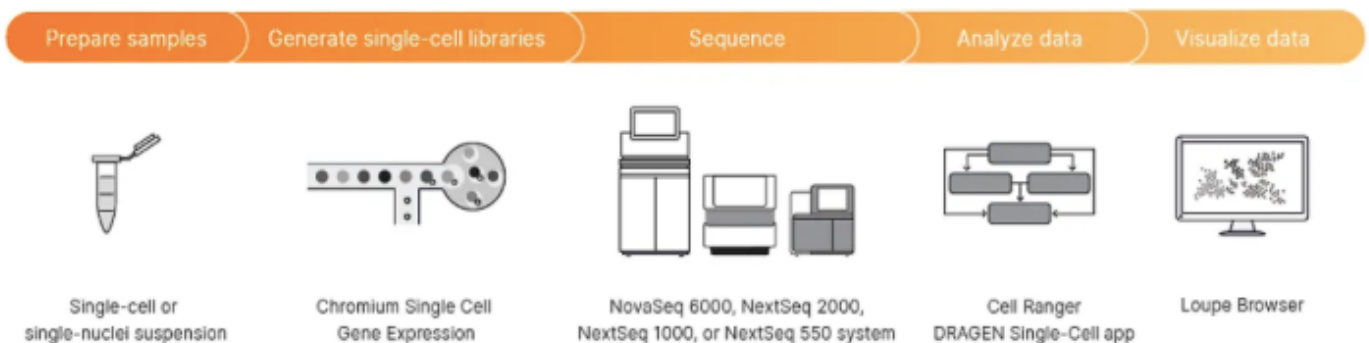 Prepare samples
Generate single-cell libraries
Sequence
Analyze data
Visualize data
Single-cell or
single-nuclei suspension
Chromium Single Cell
Gene Expression
NovaSeq 6000, NextSeq 2000,
NextSeq 1000, or NextSeq 550 system
Cell Ranger
DRAGEN Single-Cell app
Loupe Browser